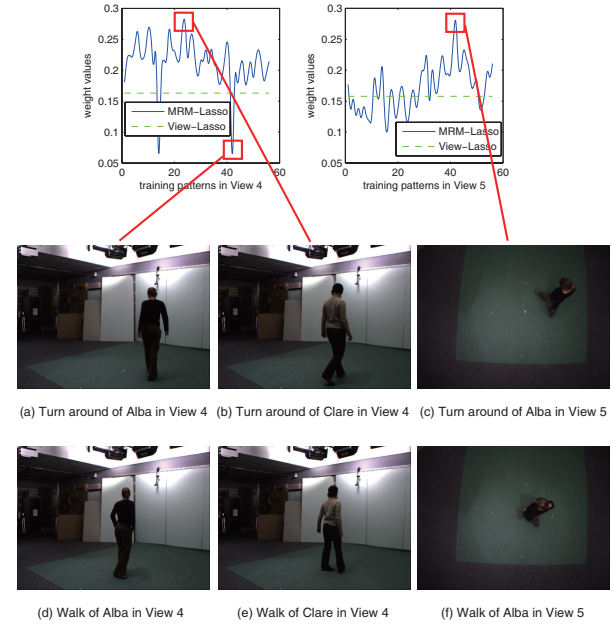 0.3
0.25
0.2
0.15
0.1
0.05
0
20
40
60
weight values
MRM-Lasso
View-Lasso
training patterns in View 4
0.3
0.25
0.2
0.15
0.1
0.05
0
20
40
60
weight values
MRM-Lasso
View-Lasso
training patterns in View 5
(a) Turn around of Alba in View 4
(b) Turn around of Clare in View 4
(c) Turn around of Alba in View 5
(d) Walk of Alba in View 4
(e) Walk of Clare in View 4
(f) Walk of Alba in View 5